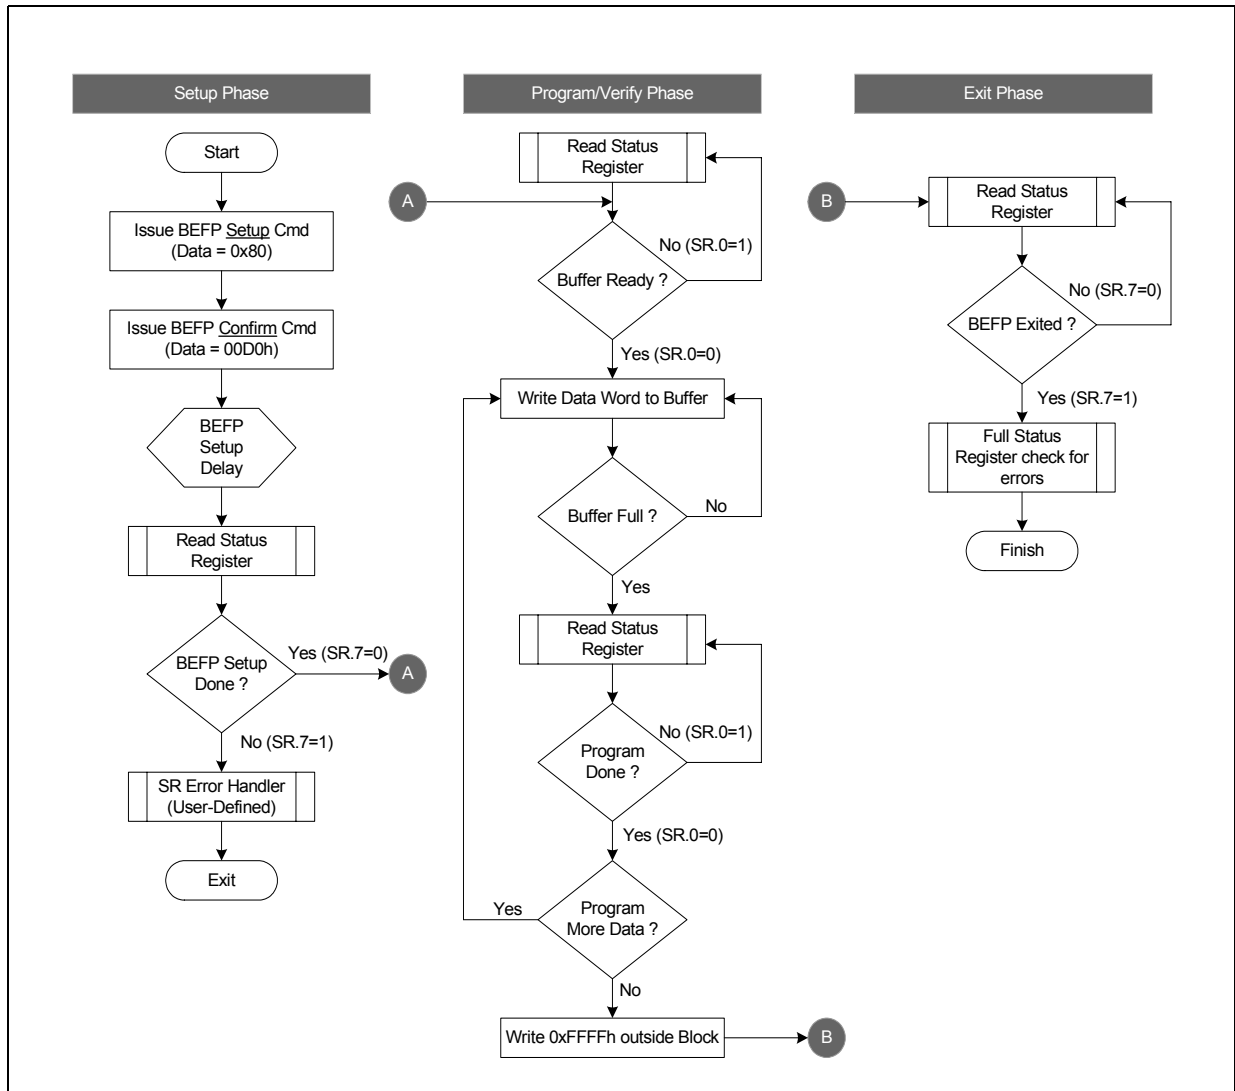 Setup Phase
Start
Issue BEFP Setup Cmd
(Data = 0x80)
Issue BEFP Confirm Cmd
(Data = 00D0h)
BEFP
Setup
Delay
Read Status
Register
BEFP Setup
Done ?
Yes (SR.7=0)
A
No (SR.7=1)
SR Error Handler
(User-Defined)
Exit
Program/Verify Phase
Read Status
Register
A
No (SR.0=1)
Buffer Ready ?
Yes (SR.0=0)
Write Data Word to Buffer
Buffer Full ?
No
Yes
Read Status
Register
No (SR.0=1)
Program
Done ?
Yes (SR.0=0)
Yes
Program
More Data ?
No
Write 0xFFFFh outside Block
B
Exit Phase
B
Read Status
Register
No (SR.7=0)
BEFP Exited ?
Yes (SR.7=1)
Full Status
Register check for
errors
Finish